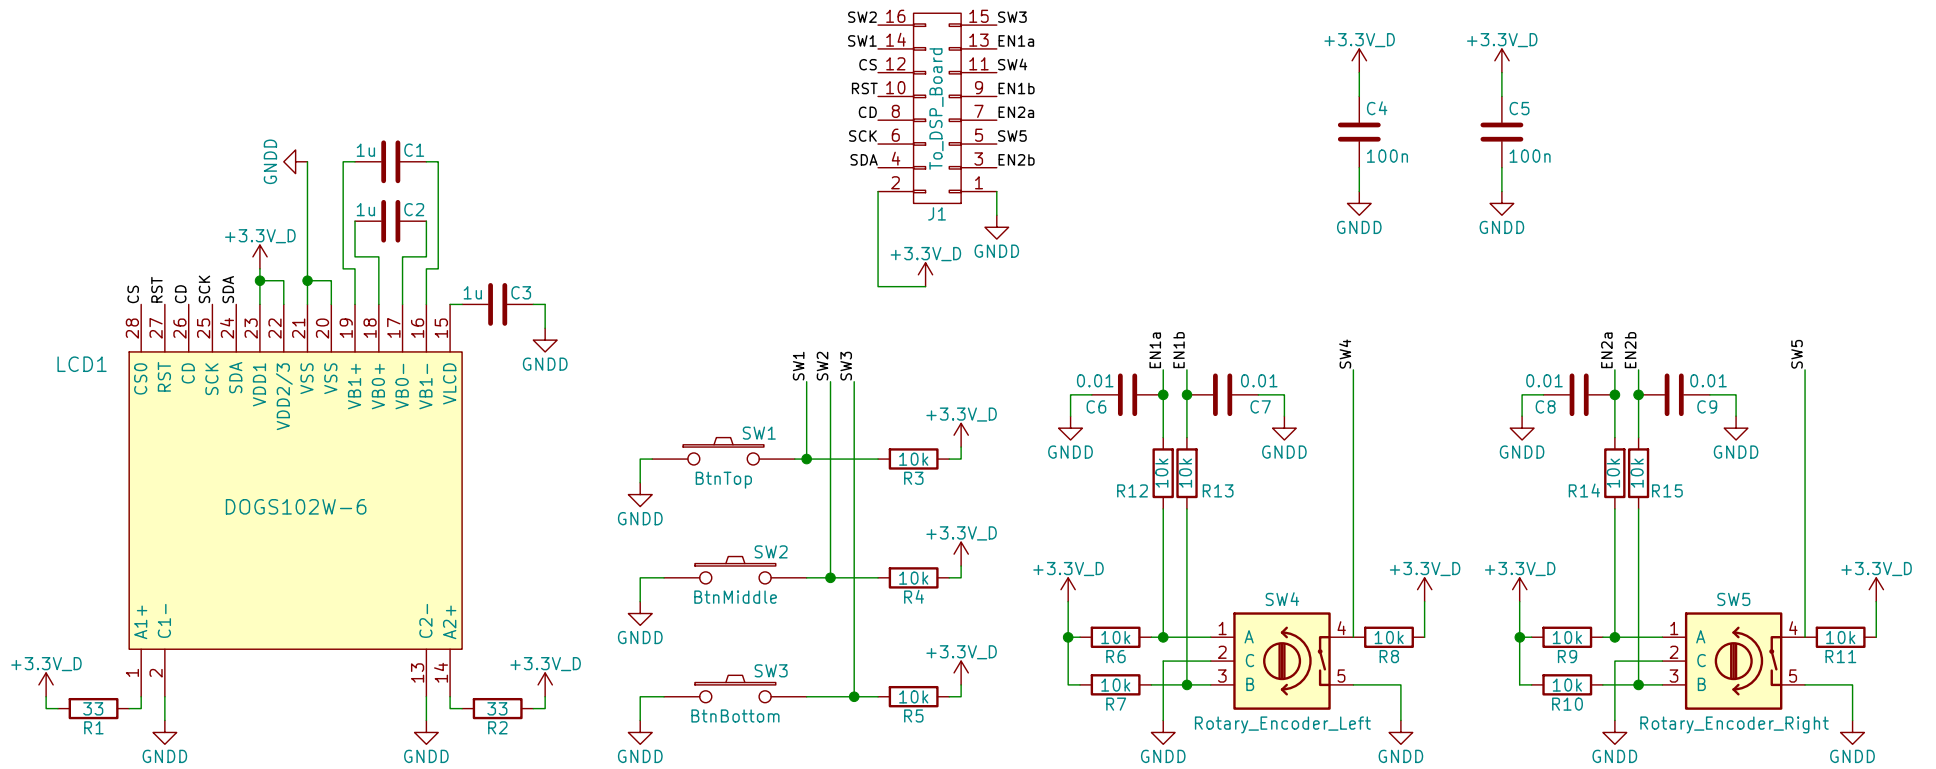 SW2 16 15 SW3
SW1 14 13 EN1a
CS 12 11 SW4
RST 10 9 EN1b
CD 8 7 EN2a
SCK 6 5 SW5
SDA 4 3 EN2b
2 1
To_DSP_Board
J1
+3.3V_D
GNDD
+3.3V_D
C4
100n
GNDD
+3.3V_D
C5
100n
GNDD
GNDD
1u C1
1u C2
+3.3V_D
1u C3
GNDD
CS RST CD SCK SDA
28 27 26 25 24 23 22 21 20 19 18 17 16 15
LCD1
CS0 RST CD SCK SDA VDD1 VDD2/3 VSS VSS VB1+ VB0+ VB0- VB1- VLCD
DOGS102W-6
A1+ C1- C2- A2+
1 2 13 14
+3.3V_D
33
R1
GNDD
GNDD
+3.3V_D
33
R2
SW1 SW2 SW3
SW1
BtnTop
GNDD
10k
R3
+3.3V_D
SW2
BtnMiddle
GNDD
10k
R4
+3.3V_D
SW3
BtnBottom
GNDD
10k
R5
+3.3V_D
EN1a EN1b SW4
0.01
C6
GNDD
0.01
C7
GNDD
10k 10k
R12 R13
+3.3V_D
10k
R6
10k
R7
SW4
1 A
2 C
3 B
4
5
Rotary_Encoder_Left
10k
R8
+3.3V_D
GNDD
GNDD
EN2a EN2b SW5
0.01
C8
GNDD
0.01
C9
GNDD
10k 10k
R14 R15
+3.3V_D
10k
R9
10k
R10
SW5
1 A
2 C
3 B
4
5
Rotary_Encoder_Right
10k
R11
+3.3V_D
GNDD
GNDD